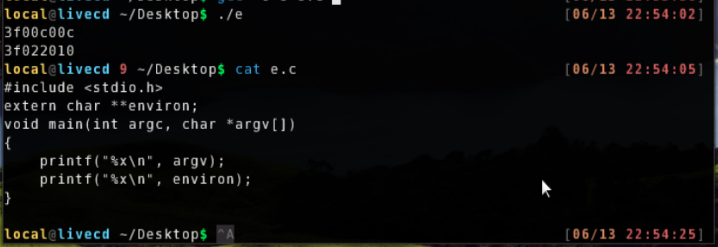 local@livecd ~/Desktop$ ./e [06/13 22:54:02]
3f00c00c
3f022010
local@livecd 9 ~/Desktop$ cat e.c [06/13 22:54:05]
#include <stdio.h>
extern char **environ;
void main(int argc, char *argv[])
{
    printf("%x\n", argv);
    printf("%x\n", environ);
}
local@livecd ~/Desktop$ ^A [06/13 22:54:25]